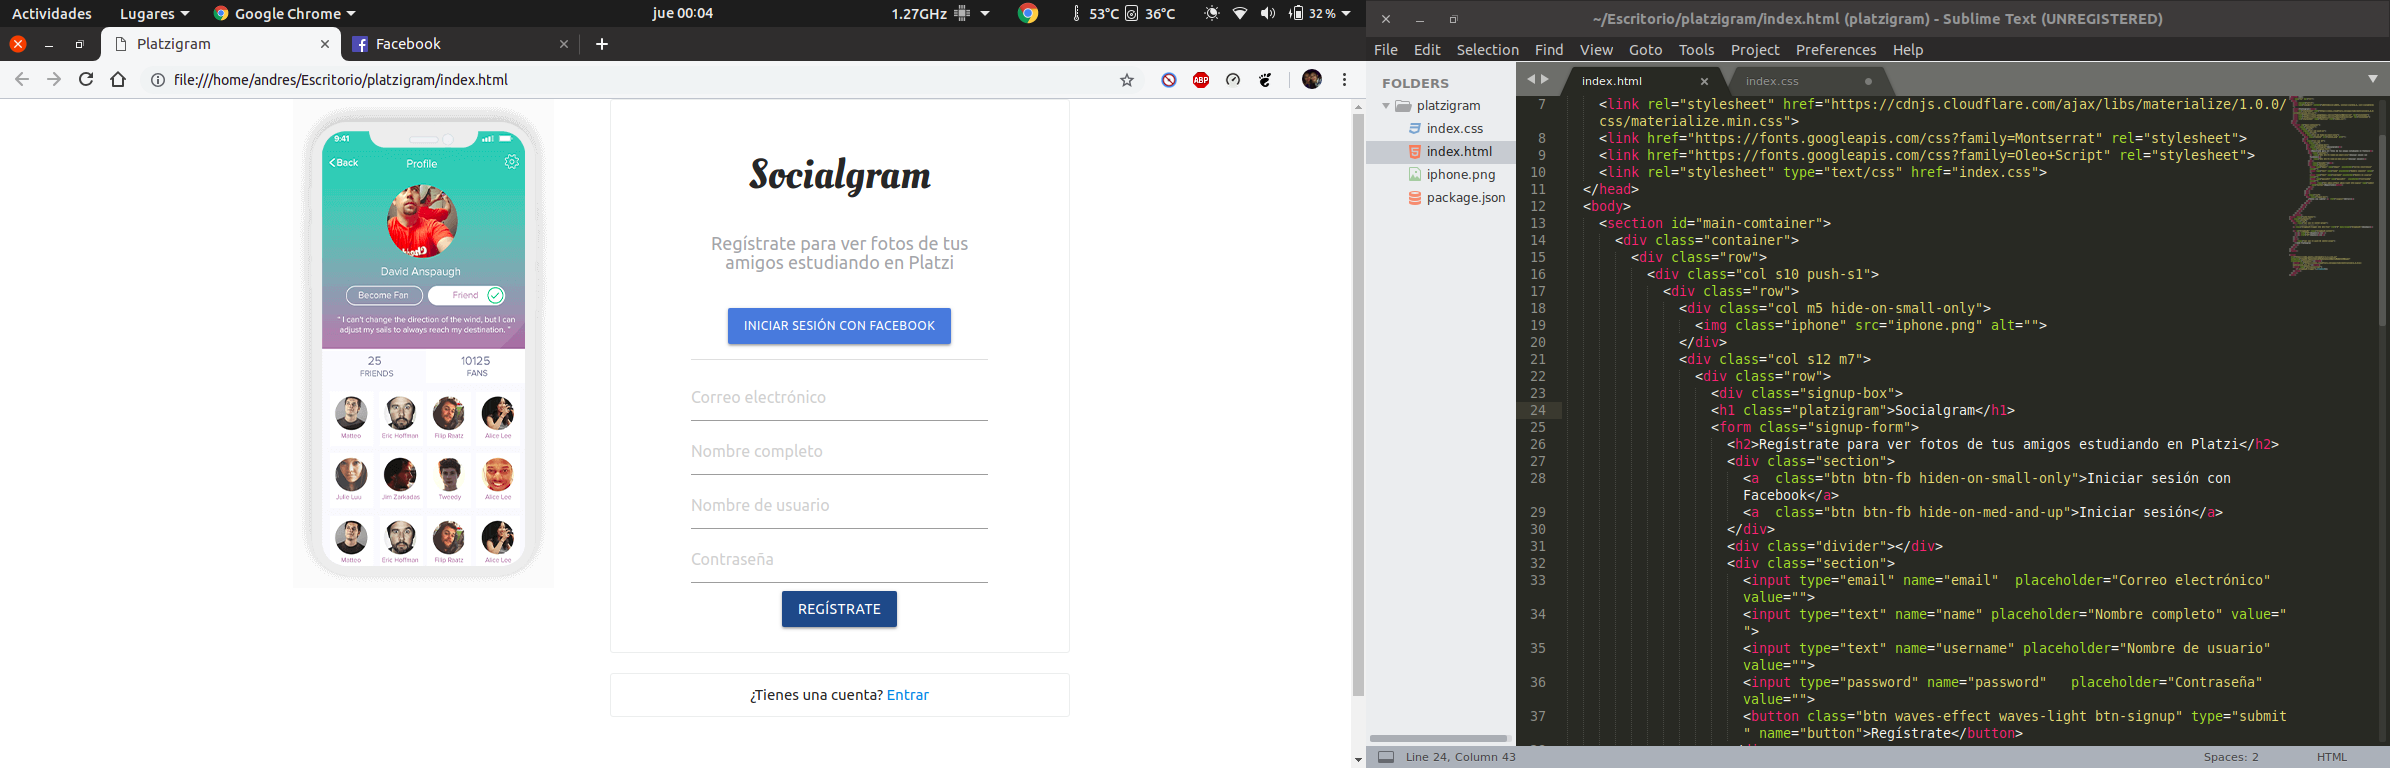 Actividades Lugares Google Chrome jue 00:04 1.27GHz 53°C 36°C 32 %
Platzigram Facebook
file:///home/andres/Escritorio/platzigram/index.html
ABP
9:41
Back Profile
David Anspaugh
Become Fan Friend
" I can't change the direction of the wind, but I can
adjust my sails to always reach my destination. "
25 10125
FRIENDS FANS
Matteo Eric Hoffman Filip Rbatz Alice Lee
Julie Luu Jim Zarkadas Tweedy Alice Lee
Matteo Eric Hoffman Filip Rbatz Alice Lee
Socialgram
Regístrate para ver fotos de tus
amigos estudiando en Platzi
INICIAR SESIÓN CON FACEBOOK
Correo electrónico
Nombre completo
Nombre de usuario
Contraseña
REGÍSTRATE
¿Tienes una cuenta? Entrar
~/Escritorio/platzigram/index.html (platzigram) - Sublime Text (UNREGISTERED)
File Edit Selection Find View Goto Tools Project Preferences Help
FOLDERS
platzigram
index.css
index.html
iphone.png
package.json
index.html index.css
7 <link rel="stylesheet" href="https://cdnjs.cloudflare.com/ajax/libs/materialize/1.0.0/
css/materialize.min.css">
8 <link href="https://fonts.googleapis.com/css?family=Montserrat" rel="stylesheet">
9 <link href="https://fonts.googleapis.com/css?family=Oleo+Script" rel="stylesheet">
10 <link rel="stylesheet" type="text/css" href="index.css">
11 </head>
12 <body>
13 <section id="main-comtainer">
14 <div class="container">
15 <div class="row">
16 <div class="col s10 push-s1">
17 <div class="row">
18 <div class="col m5 hide-on-small-only">
19 <img class="iphone" src="iphone.png" alt="">
20 </div>
21 <div class="col s12 m7">
22 <div class="row">
23 <div class="signup-box">
24 <h1 class="platzigram">Socialgram</h1>
25 <form class="signup-form">
26 <h2>Regístrate para ver fotos de tus amigos estudiando en Platzi</h2>
27 <div class="section">
28 <a  class="btn btn-fb hiden-on-small-only">Iniciar sesión con
Facebook</a>
29 <a  class="btn btn-fb hide-on-med-and-up">Iniciar sesión</a>
30 </div>
31 <div class="divider"></div>
32 <div class="section">
33 <input type="email" name="email"  placeholder="Correo electrónico"
value="">
34 <input type="text" name="name" placeholder="Nombre completo" value="
">
35 <input type="text" name="username" placeholder="Nombre de usuario"
value="">
36 <input type="password" name="password"   placeholder="Contraseña"
value="">
37 <button class="btn waves-effect waves-light btn-signup" type="submit
" name="button">Regístrate</button>
Line 24, Column 43 Spaces: 2 HTML